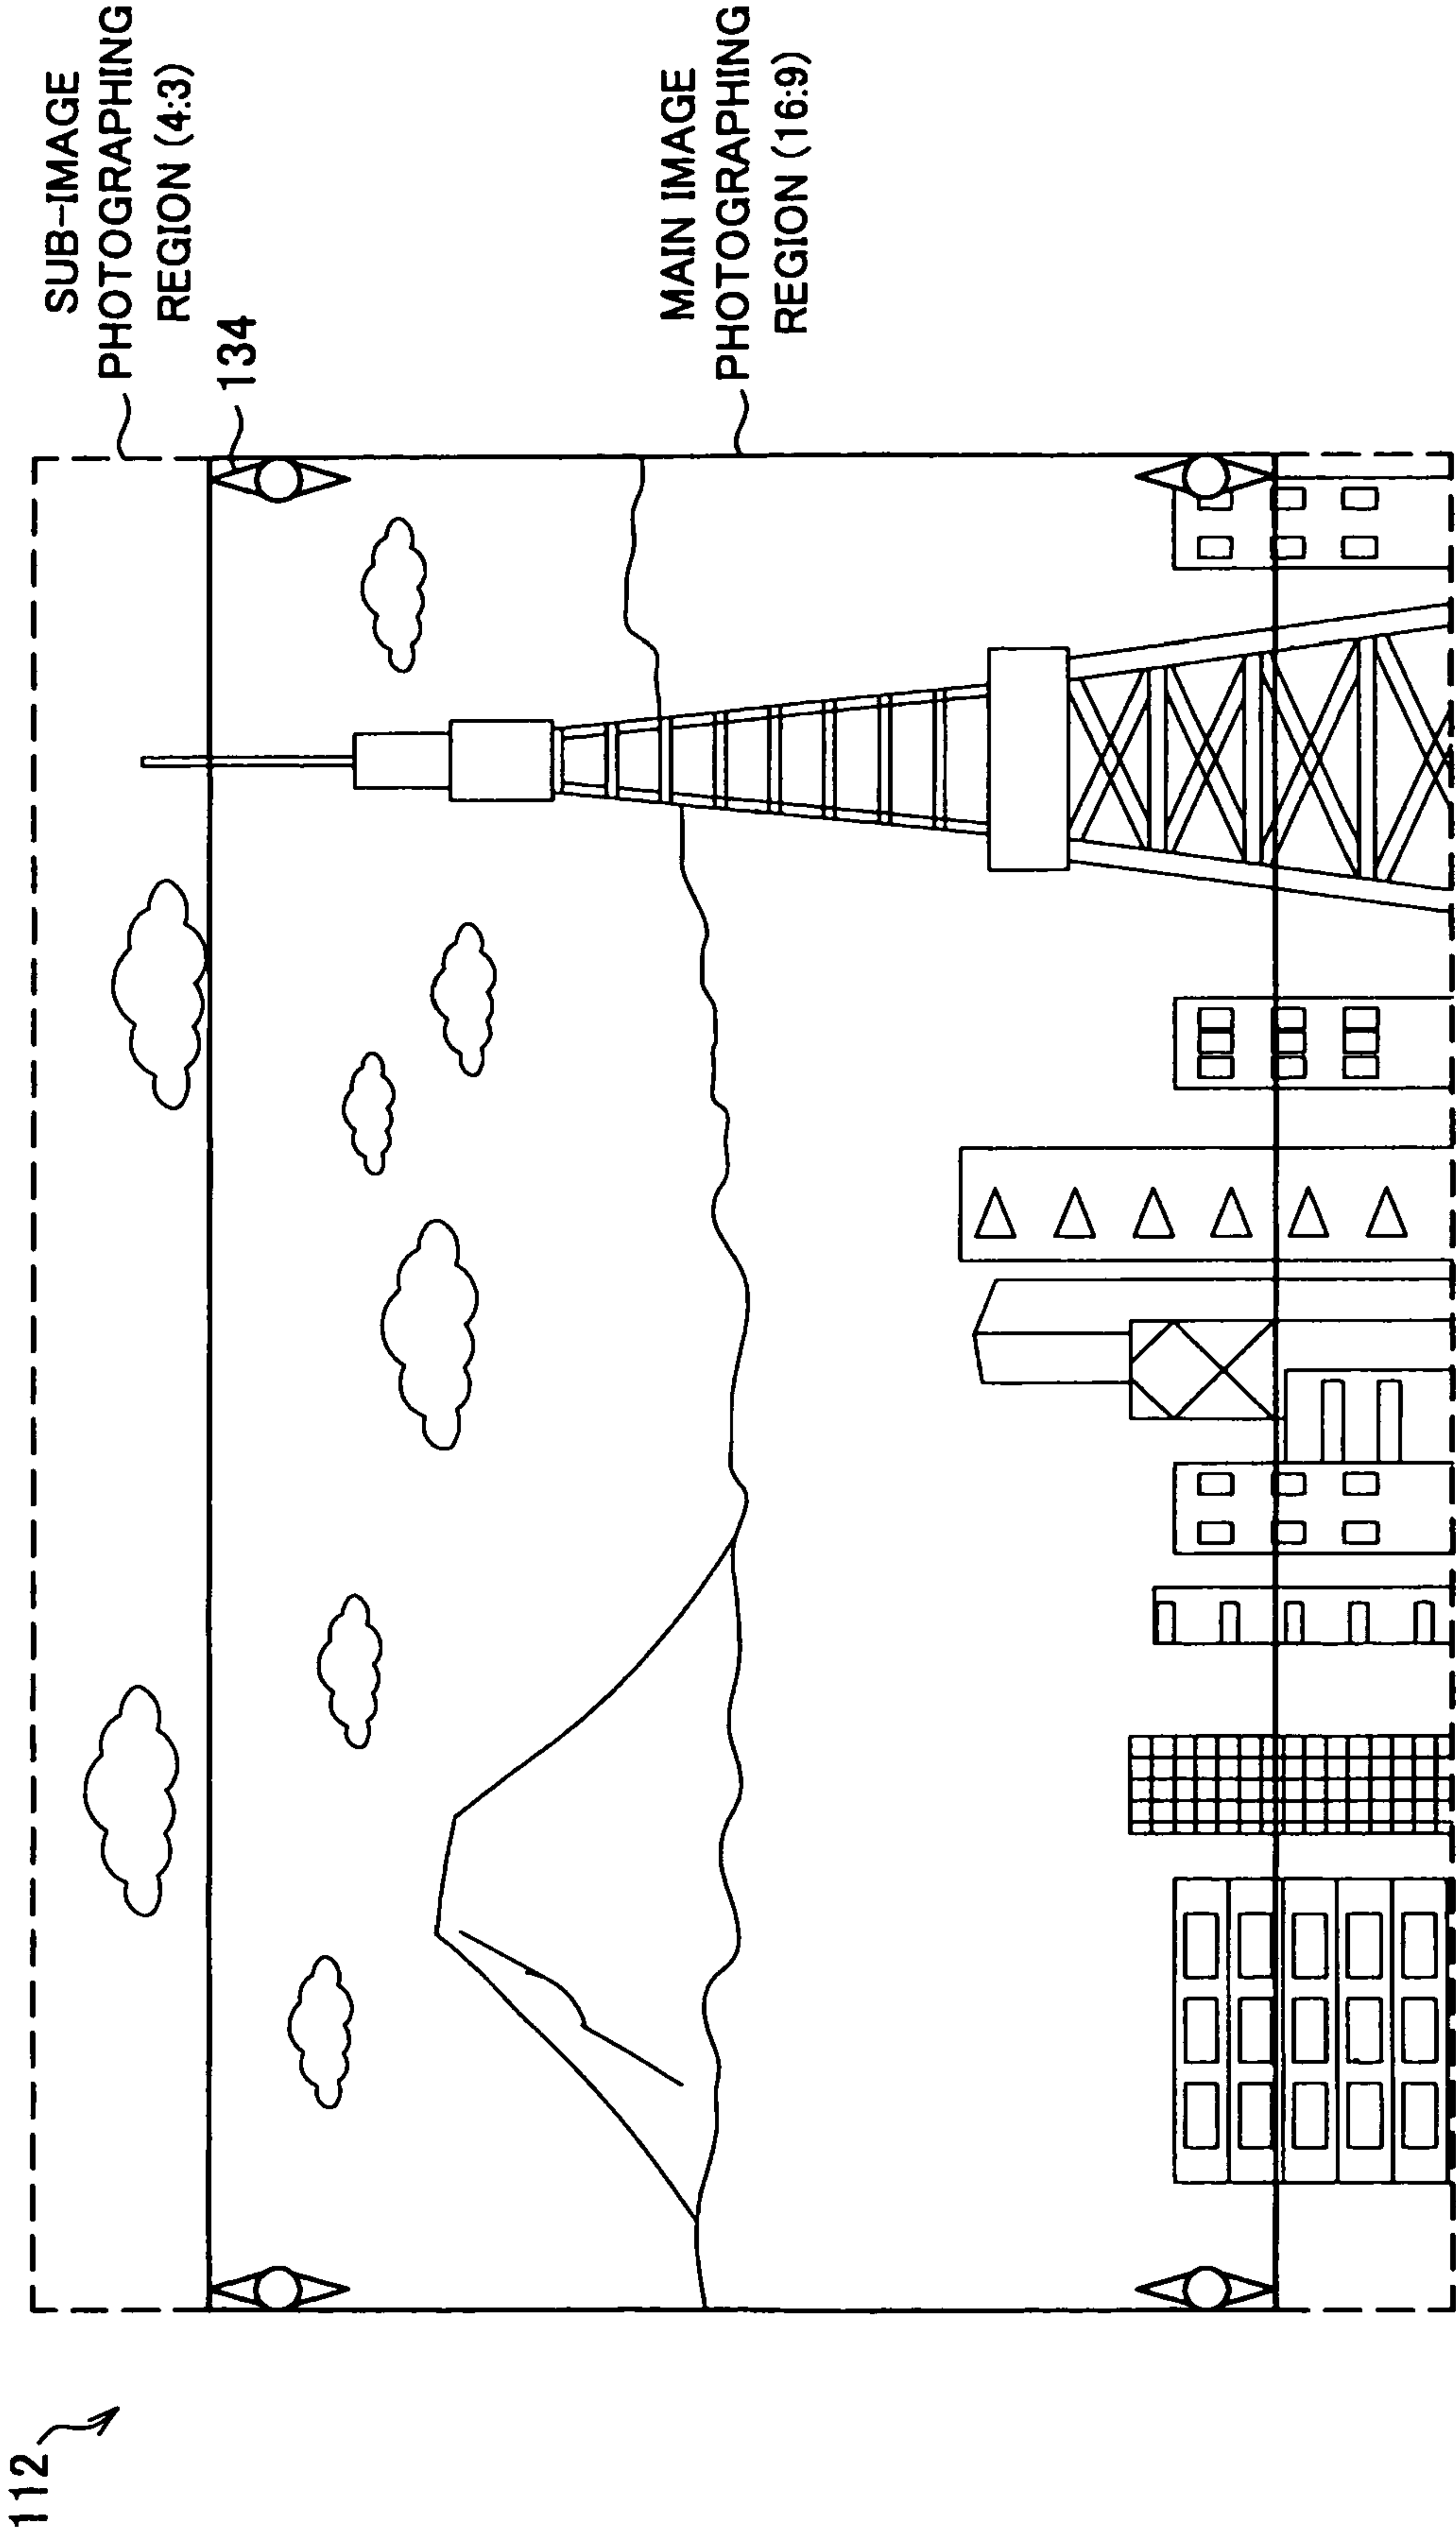 112
SUB-IMAGE
PHOTOGRAPHING
REGION (4:3)
134
MAIN IMAGE
PHOTOGRAPHING
REGION (16:9)